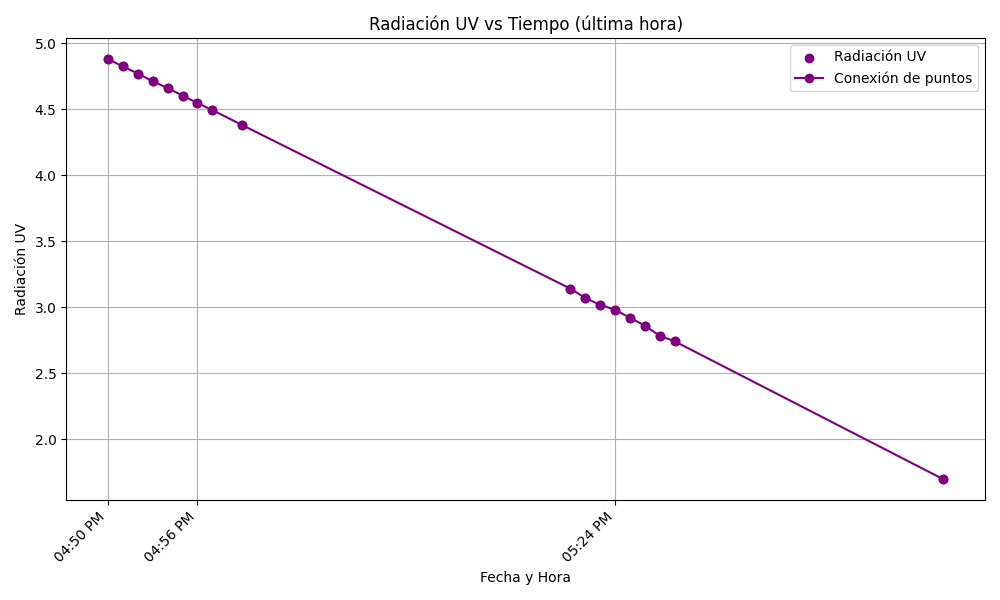 Radiación UV vs Tiempo (última hora)
Radiación UV
Conexión de puntos
Radiación UV
5.0
4.5
4.0
3.5
3.0
2.5
2.0
04:50 PM
04:56 PM
05:24 PM
Fecha y Hora